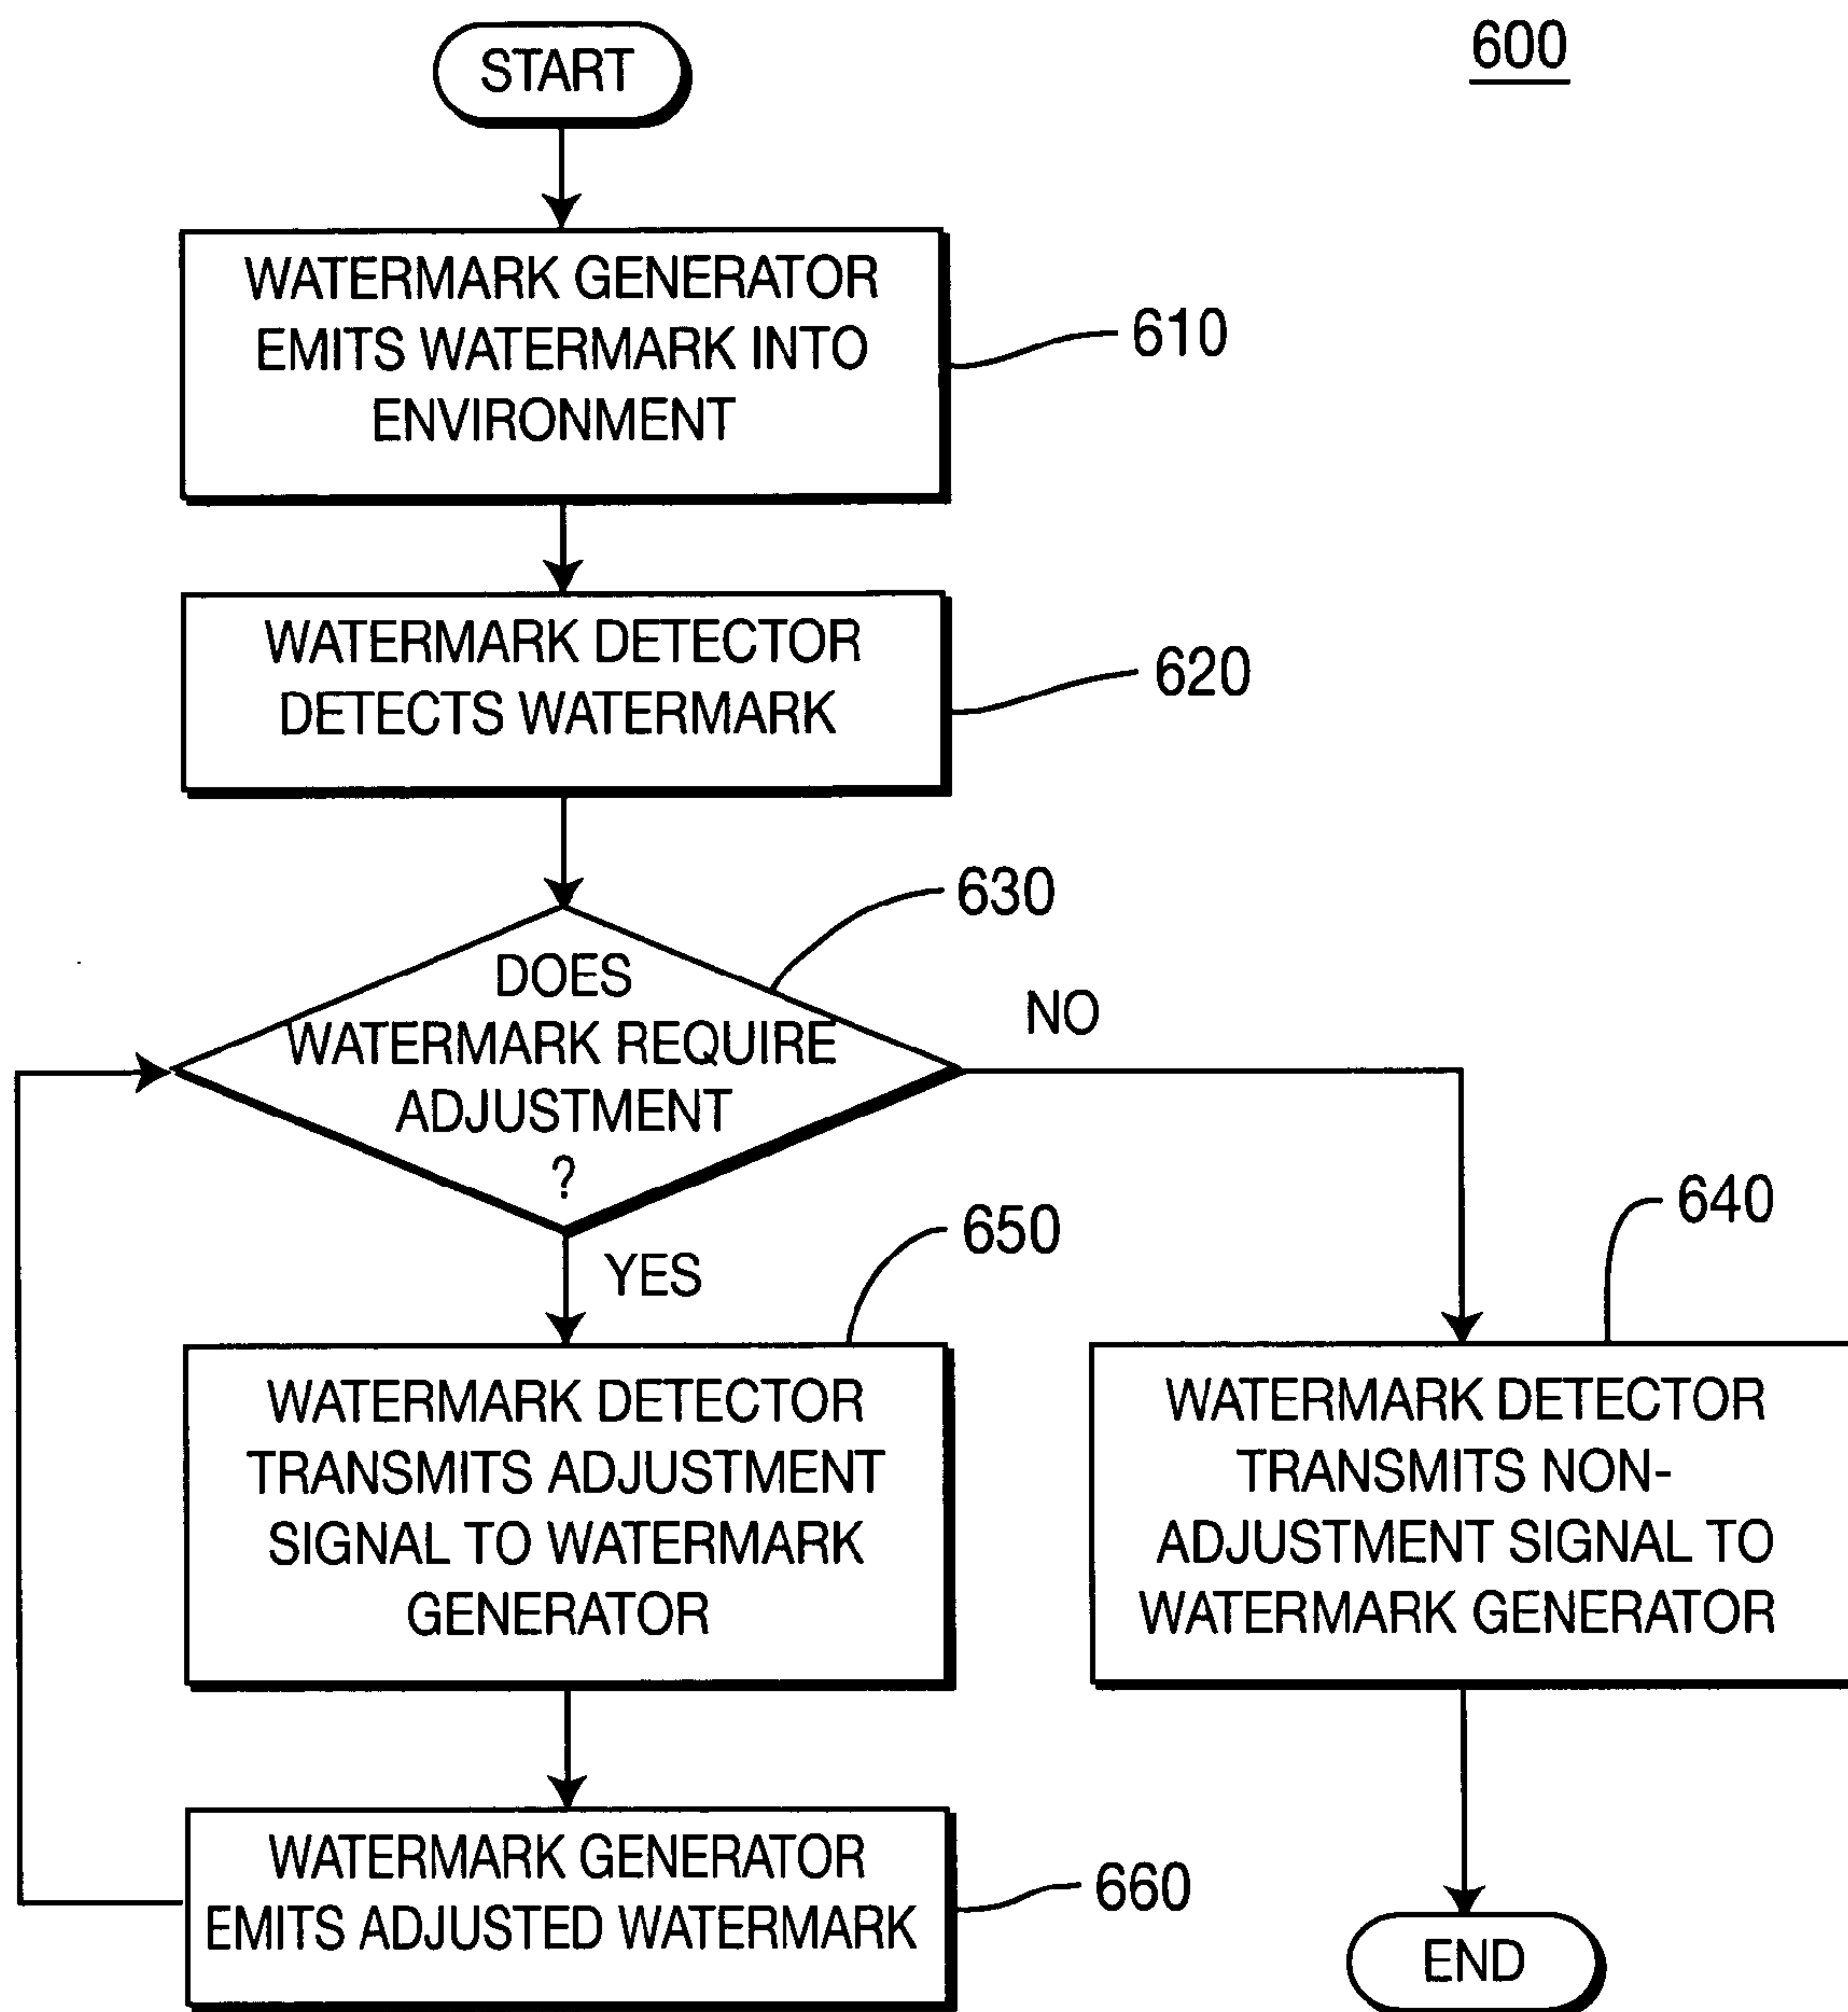 START
600
WATERMARK GENERATOR
EMITS WATERMARK INTO
ENVIRONMENT
610
WATERMARK DETECTOR
DETECTS WATERMARK
620
630
DOES
WATERMARK REQUIRE
ADJUSTMENT
?
NO
YES
650
640
WATERMARK DETECTOR
TRANSMITS ADJUSTMENT
SIGNAL TO WATERMARK
GENERATOR
WATERMARK DETECTOR
TRANSMITS NON-
ADJUSTMENT SIGNAL TO
WATERMARK GENERATOR
WATERMARK GENERATOR
EMITS ADJUSTED WATERMARK
660
END